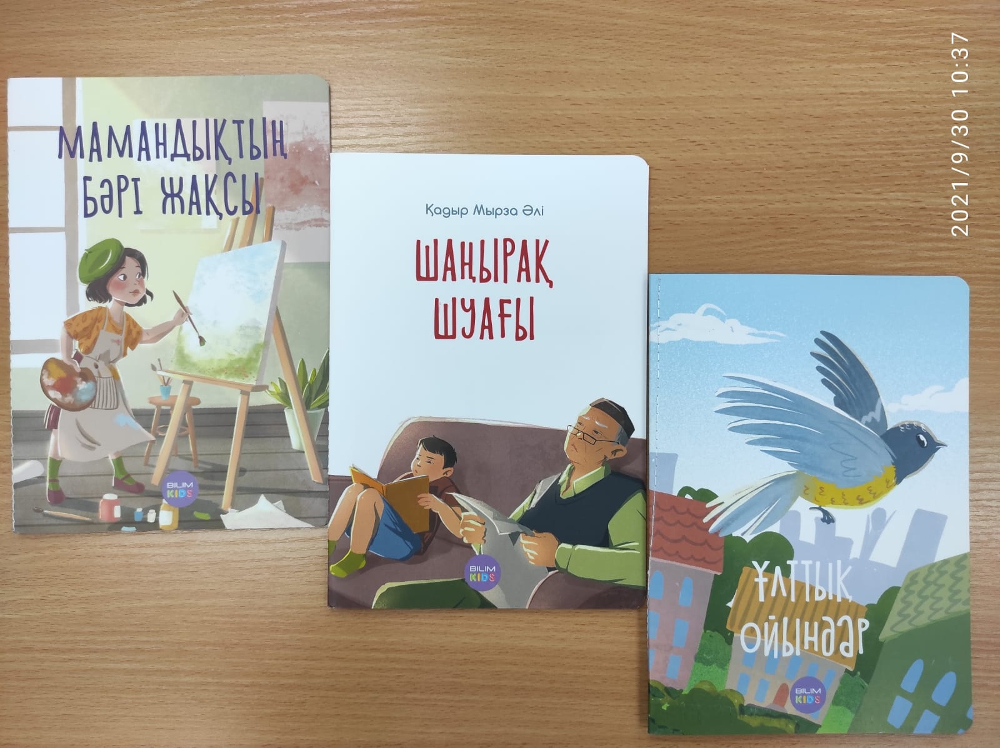 МАМАНДЫҚТЫҢ
БӘРІ ЖАҚСЫ
BILIM
KIDS
Қадыр Мырза Әлі
ШАҢЫРАҚ
ШУАҒЫ
BILIM
KIDS
ҰЛТТЫҚ
ОЙЫНДАР
BILIM
KIDS
2021/9/30 10:37